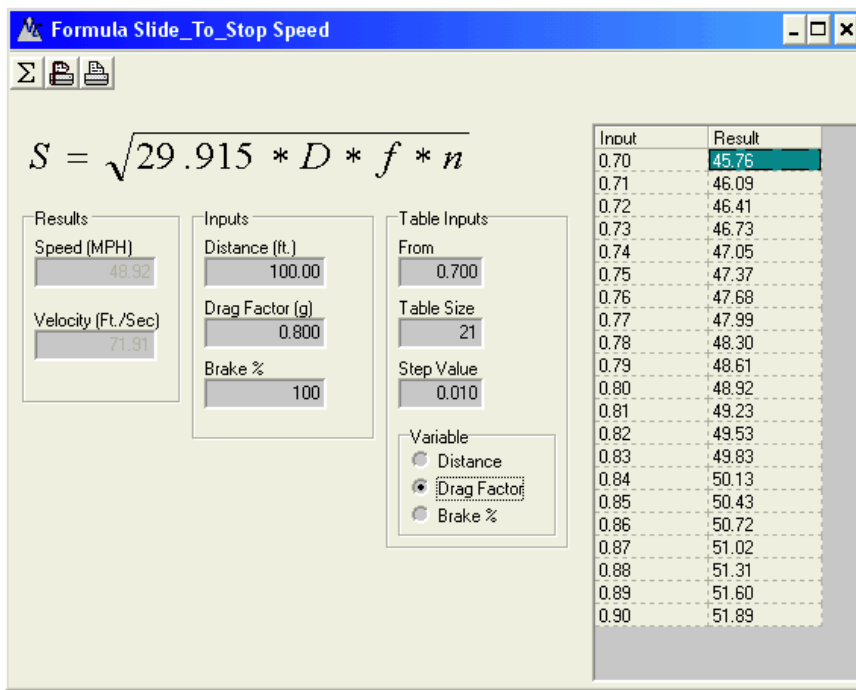 Formula Slide_To_Stop Speed
S = √29.915 * D * f * n
Results
Speed (MPH)
48.92
Velocity (Ft./Sec)
71.91
Inputs
Distance (ft.)
100.00
Drag Factor (g)
0.800
Brake %
100
Table Inputs
From
0.700
Table Size
21
Step Value
0.010
Variable
Distance
Drag Factor
Brake %
Input Result
0.70 45.76
0.71 46.09
0.72 46.41
0.73 46.73
0.74 47.05
0.75 47.37
0.76 47.68
0.77 47.99
0.78 48.30
0.79 48.61
0.80 48.92
0.81 49.23
0.82 49.53
0.83 49.83
0.84 50.13
0.85 50.43
0.86 50.72
0.87 51.02
0.88 51.31
0.89 51.60
0.90 51.89